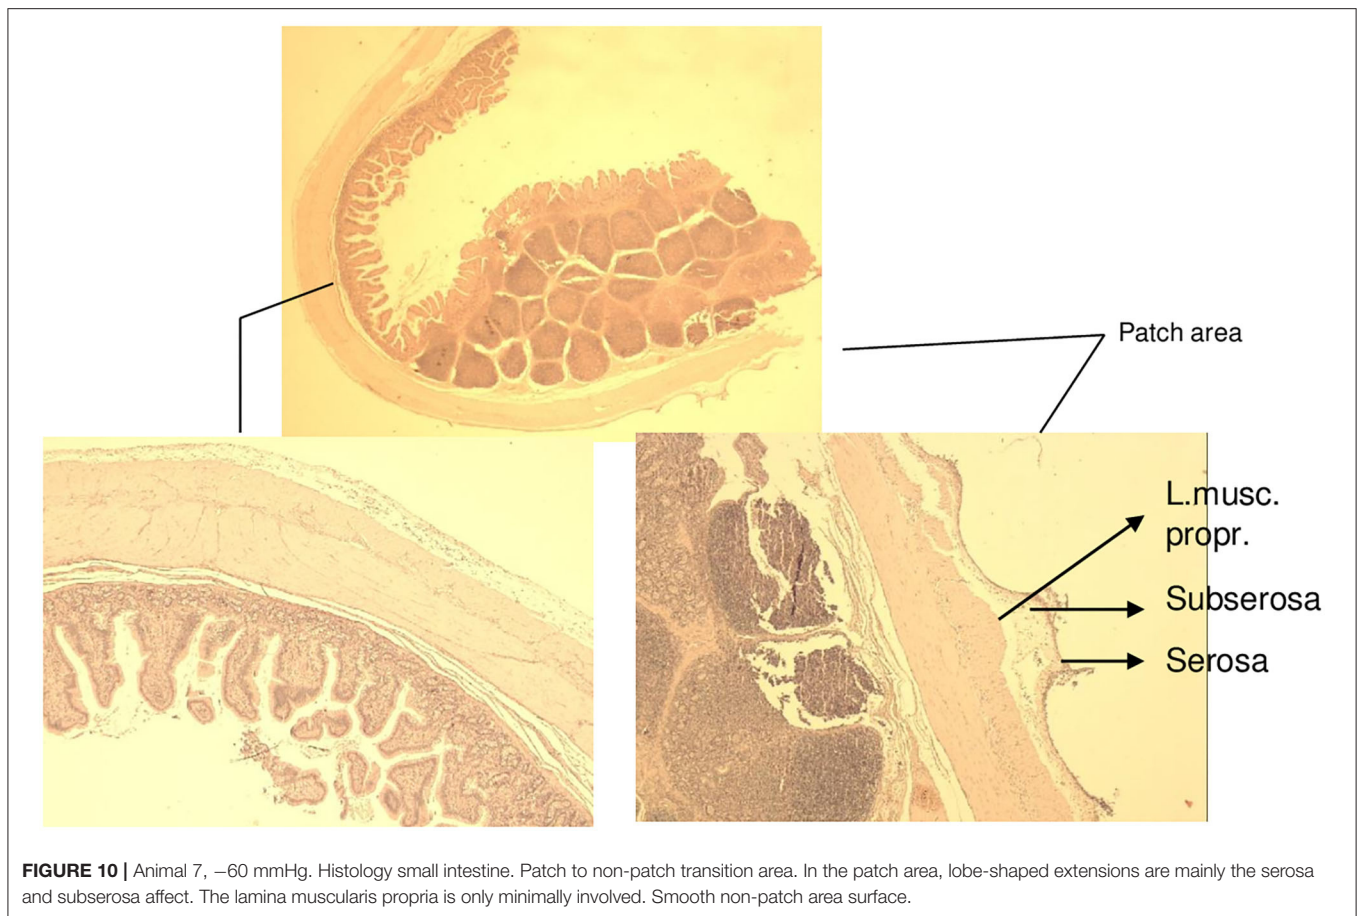 Patch area
L.musc.
propr.
Subserosa
Serosa
FIGURE 10 | Animal 7, −60 mmHg. Histology small intestine. Patch to non-patch transition area. In the patch area, lobe-shaped extensions are mainly the serosa
and subserosa affect. The lamina muscularis propria is only minimally involved. Smooth non-patch area surface.